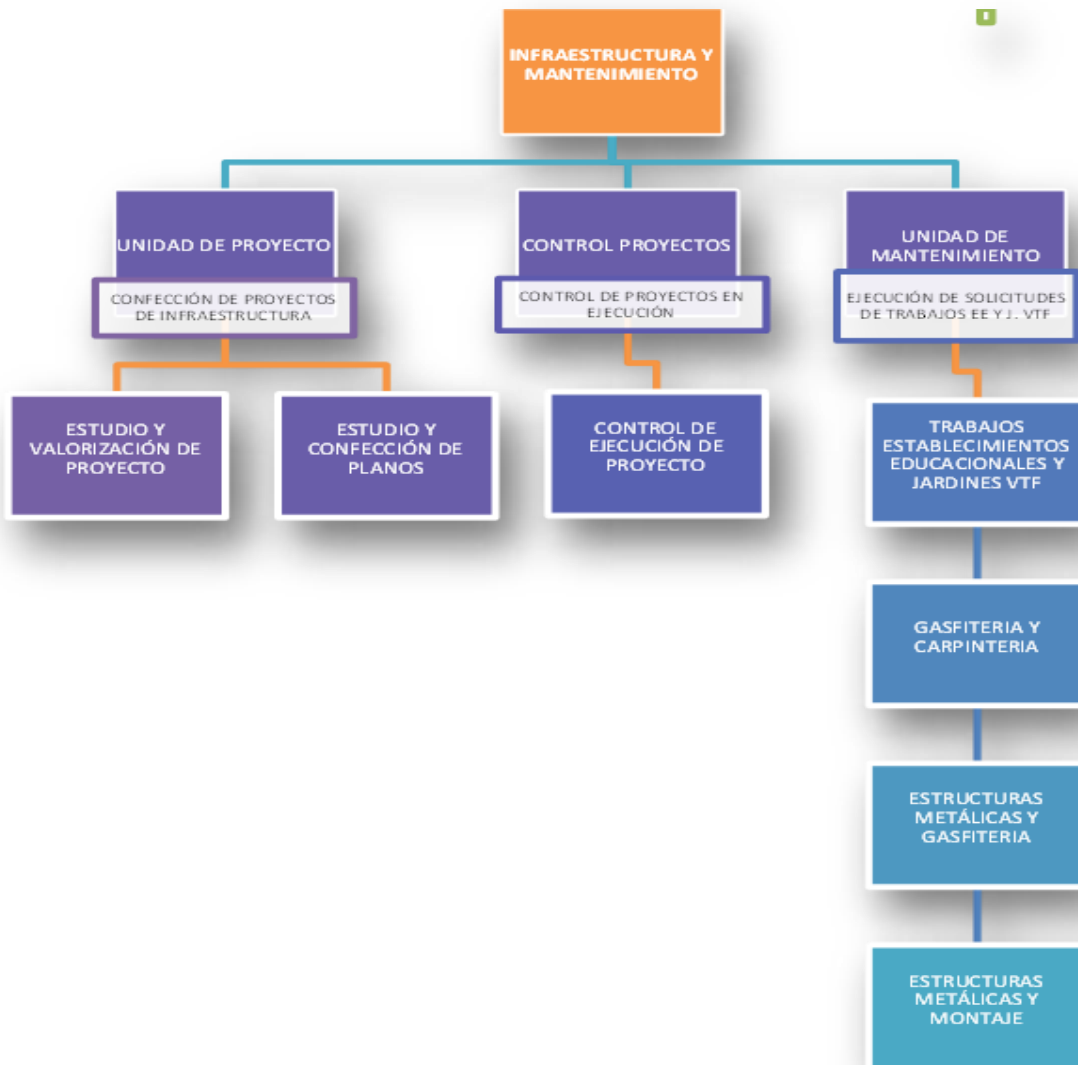 INFRAESTRUCTURA Y
MANTENIMIENTO
UNIDAD DE PROYECTO
CONFECCIÓN DE PROYECTOS
DE INFRAESTRUCTURA
CONTROL PROYECTOS
CONTROL DE PROYECTOS EN
EJECUCIÓN
UNIDAD DE
MANTENIMIENTO
EJECUCIÓN DE SOLICITUDES
DE TRABAJOS EE Y J. VTF
ESTUDIO Y
VALORIZACIÓN DE
PROYECTO
ESTUDIO Y
CONFECCIÓN DE
PLANOS
CONTROL DE
EJECUCIÓN DE
PROYECTO
TRABAJOS
ESTABLECIMIENTOS
EDUCACIONALES Y
JARDINES VTF
GASFITERIA Y
CARPINTERIA
ESTRUCTURAS
METÁLICAS Y
GASFITERIA
ESTRUCTURAS
METÁLICAS Y
MONTAJE